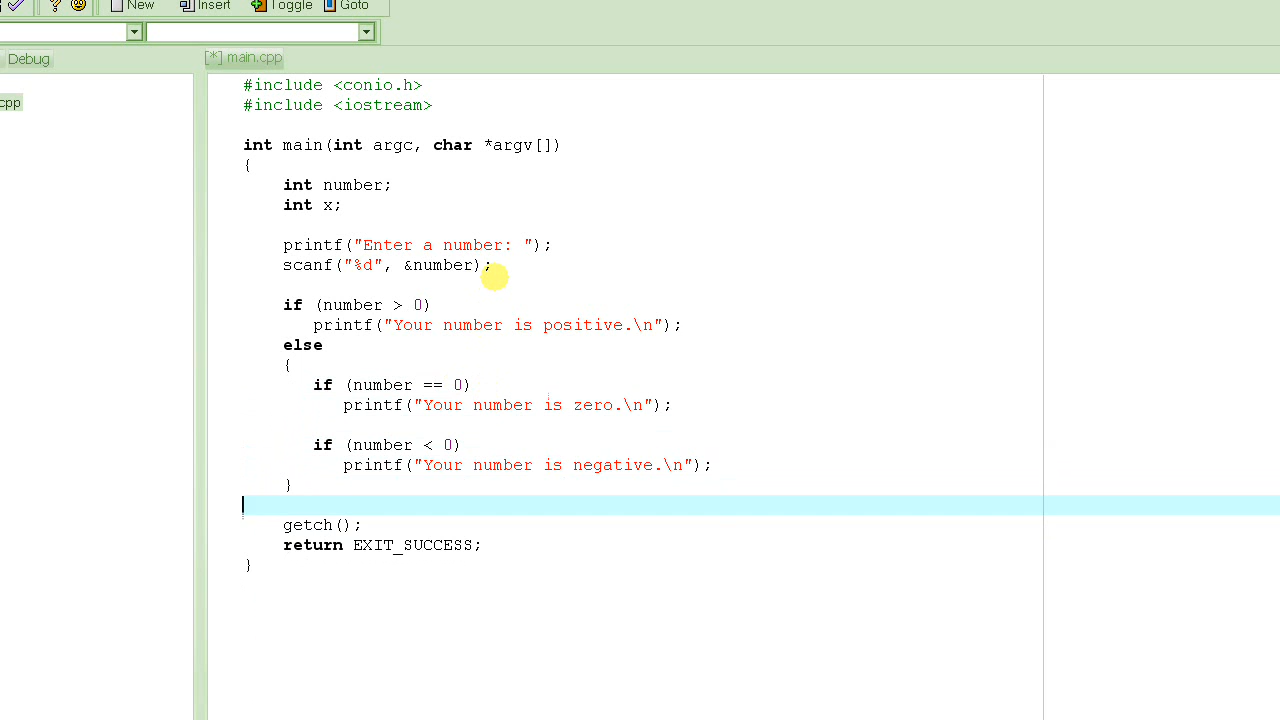 New Insert Toggle Goto
Debug
[*] main.cpp
cpp
#include <conio.h>
#include <iostream>
int main(int argc, char *argv[])
{
int number;
int x;
printf("Enter a number: ");
scanf("%d", &number);
if (number > 0)
printf("Your number is positive.\n");
else
{
if (number == 0)
printf("Your number is zero.\n");
if (number < 0)
printf("Your number is negative.\n");
}
getch();
return EXIT_SUCCESS;
}